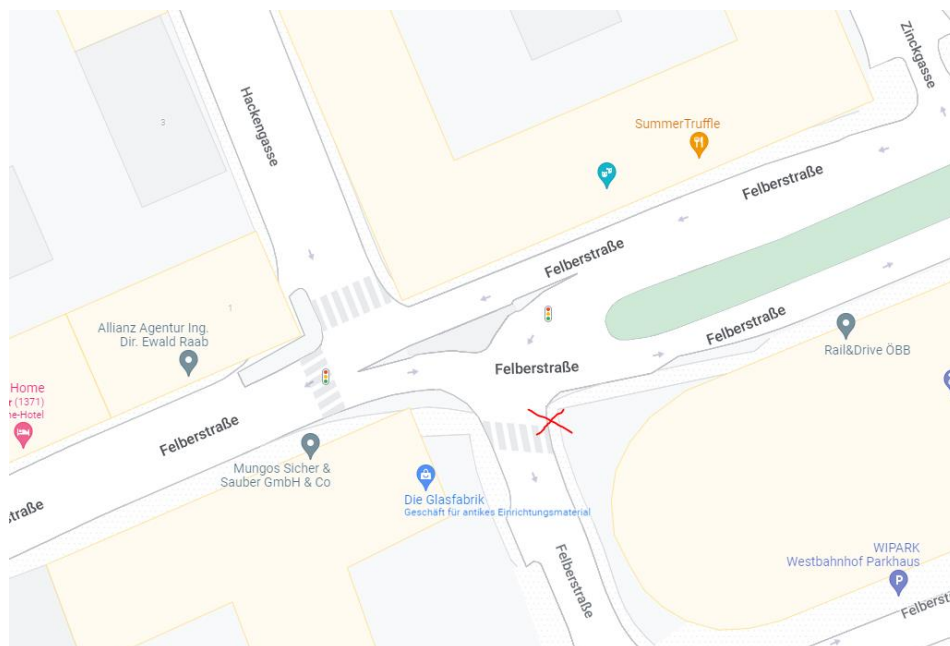 Zinckgasse
Hackengasse
3
SummerTruffle
Felberstraße
Felberstraße
1
Allianz Agentur Ing.
Dir. Ewald Raab
Felberstraße
Rail&Drive ÖBB
Felberstraße
Home
r (1371)
ne-Hotel
Felberstraße
Mungos Sicher &
Sauber GmbH & Co
Die Glasfabrik
Geschäft für antikes Einrichtungsmaterial
straße
WIPARK
Westbahnhof Parkhaus
P
Felberstraße
Felberst